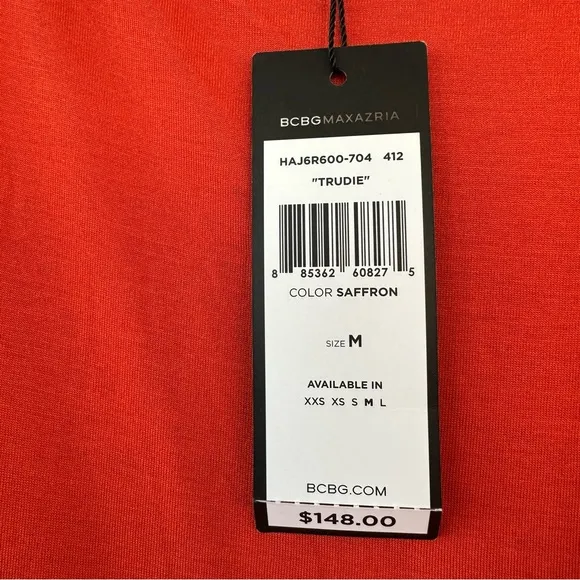 BCBGMAXAZRIA
HAJ6R600-704 412
"TRUDIE"
8 85362 60827 5
COLOR SAFFRON
SIZE M
AVAILABLE IN
XXS XS S M L
BCBG.COM
$148.00